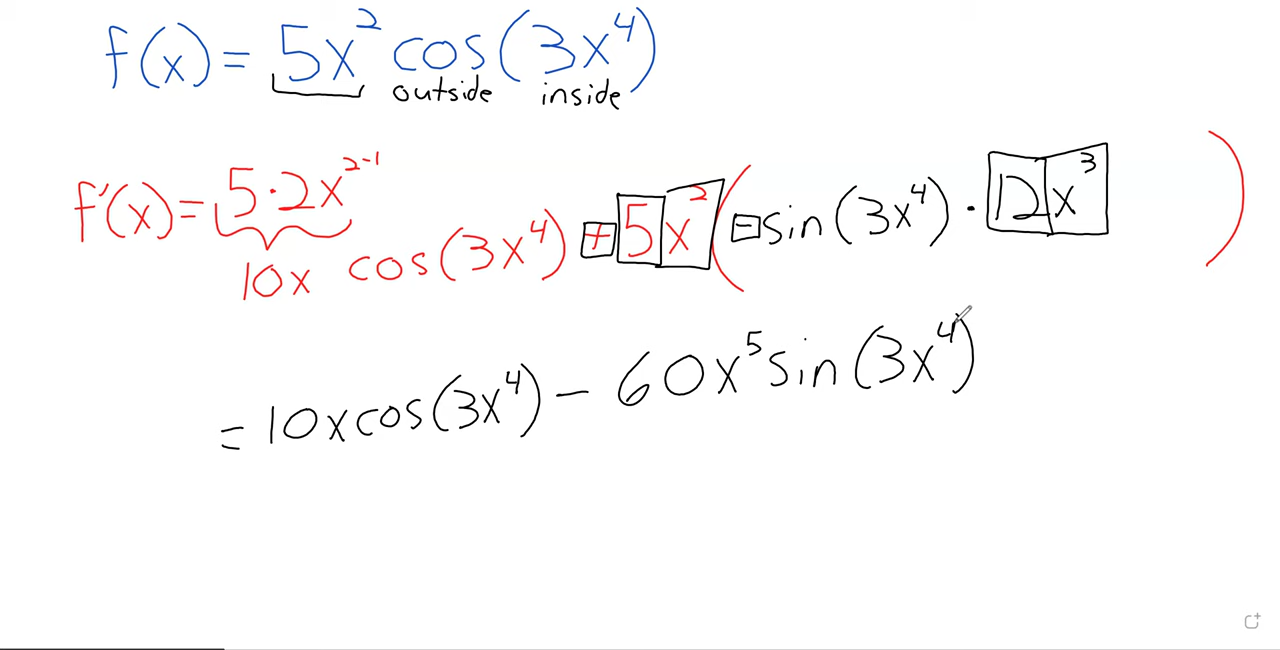 f(x) = 5x² cos(3x⁴)
outside inside
f'(x) = 5·2x²⁻¹
10x cos(3x⁴) + 5x² ( - sin(3x⁴) · 12x³ )
= 10x cos(3x⁴) - 60x⁵ sin(3x⁴)